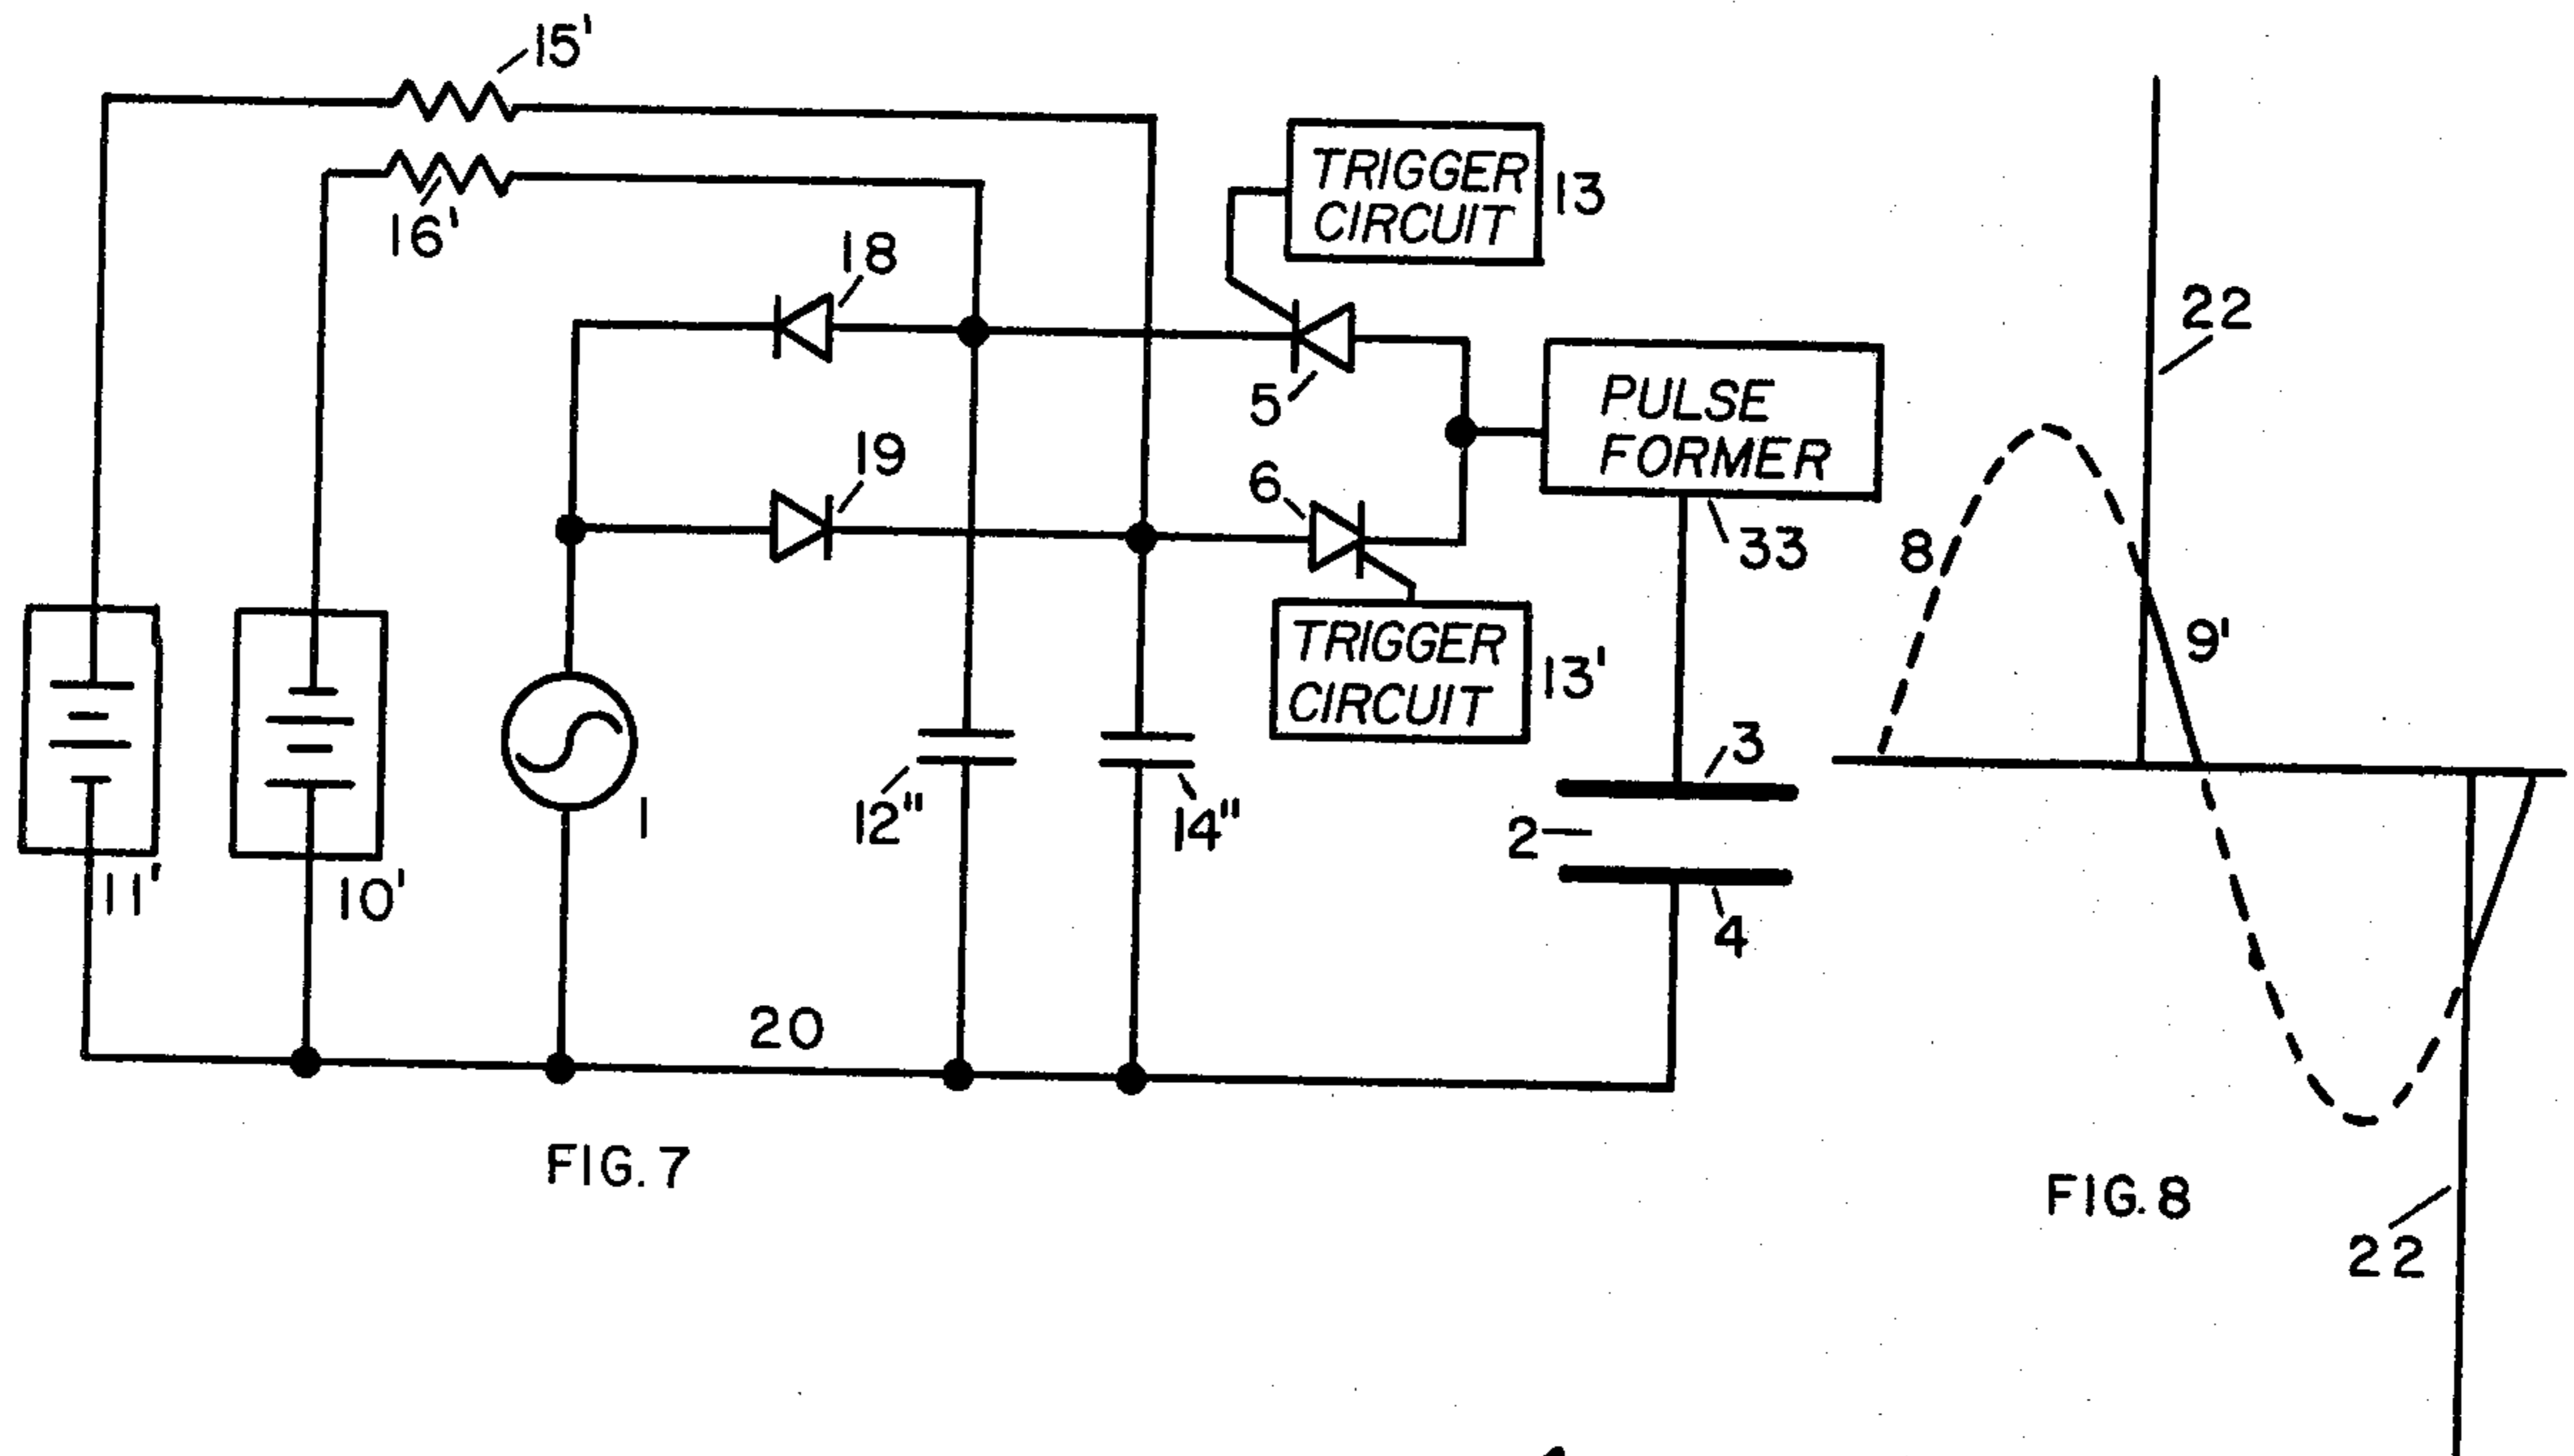 15'
16'
TRIGGER
CIRCUIT
13
18
5
22
PULSE
FORMER
33
19
6
8
9'
TRIGGER
CIRCUIT
13'
3
2
4
1
12"
14"
11'
10'
20
FIG. 7
FIG. 8
22